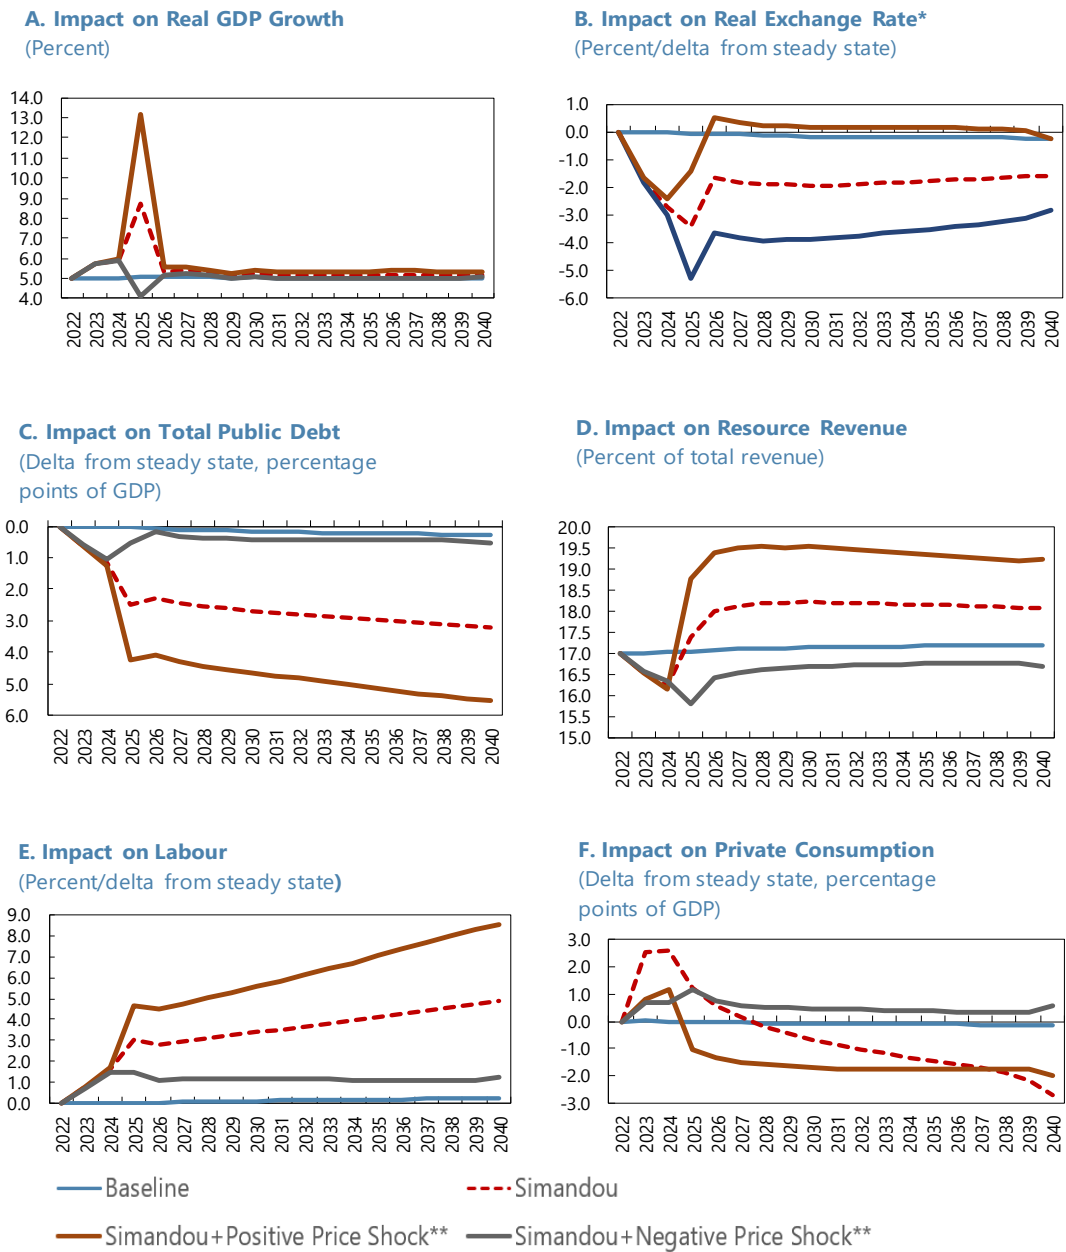 A. Impact on Real GDP Growth
(Percent)
14.0
13.0
12.0
11.0
10.0
9.0
8.0
7.0
6.0
5.0
4.0
2022 2023 2024 2025 2026 2027 2028 2029 2030 2031 2032 2033 2034 2035 2036 2037 2038 2039 2040
B. Impact on Real Exchange Rate*
(Percent/delta from steady state)
1.0
0.0
-1.0
-2.0
-3.0
-4.0
-5.0
-6.0
2022 2023 2024 2025 2026 2027 2028 2029 2030 2031 2032 2033 2034 2035 2036 2037 2038 2039 2040
C. Impact on Total Public Debt
(Delta from steady state, percentage
points of GDP)
0.0
1.0
2.0
3.0
4.0
5.0
6.0
2022 2023 2024 2025 2026 2027 2028 2029 2030 2031 2032 2033 2034 2035 2036 2037 2038 2039 2040
D. Impact on Resource Revenue
(Percent of total revenue)
20.0
19.5
19.0
18.5
18.0
17.5
17.0
16.5
16.0
15.5
15.0
2022 2023 2024 2025 2026 2027 2028 2029 2030 2031 2032 2033 2034 2035 2036 2037 2038 2039 2040
E. Impact on Labour
(Percent/delta from steady state)
9.0
8.0
7.0
6.0
5.0
4.0
3.0
2.0
1.0
0.0
2022 2023 2024 2025 2026 2027 2028 2029 2030 2031 2032 2033 2034 2035 2036 2037 2038 2039 2040
F. Impact on Private Consumption
(Delta from steady state, percentage
points of GDP)
3.0
2.0
1.0
0.0
-1.0
-2.0
-3.0
2022 2023 2024 2025 2026 2027 2028 2029 2030 2031 2032 2033 2034 2035 2036 2037 2038 2039 2040
Baseline
Simandou
Simandou+Positive Price Shock**
Simandou+Negative Price Shock**